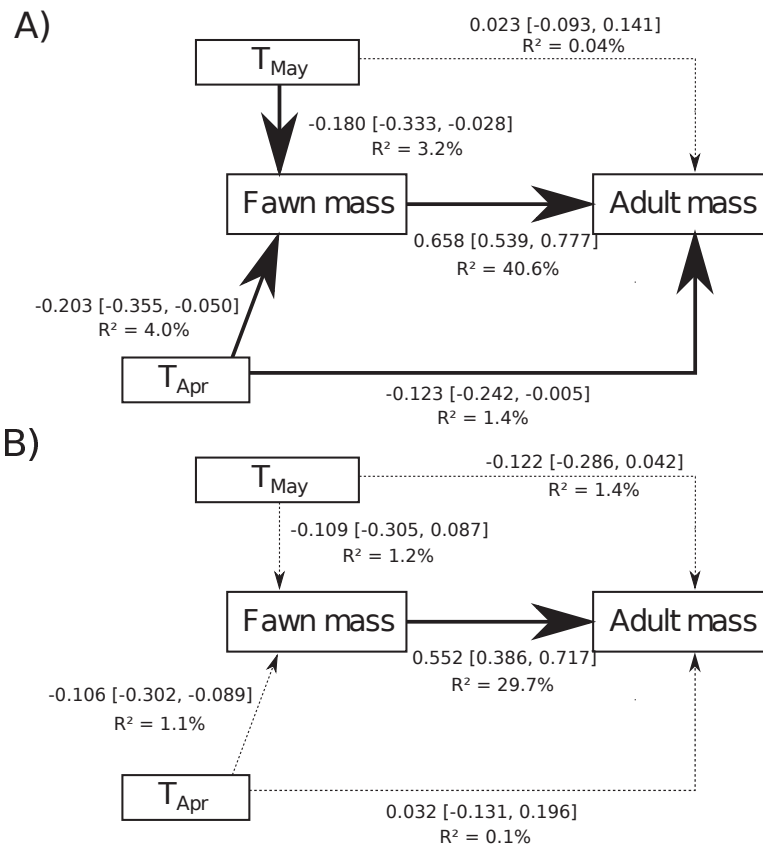 A)
0.023 [-0.093, 0.141]
R² = 0.04%
T_May
-0.180 [-0.333, -0.028]
R² = 3.2%
Fawn mass
Adult mass
0.658 [0.539, 0.777]
R² = 40.6%
-0.203 [-0.355, -0.050]
R² = 4.0%
T_Apr
-0.123 [-0.242, -0.005]
R² = 1.4%
B)
-0.122 [-0.286, 0.042]
R² = 1.4%
T_May
-0.109 [-0.305, 0.087]
R² = 1.2%
Fawn mass
Adult mass
0.552 [0.386, 0.717]
R² = 29.7%
-0.106 [-0.302, -0.089]
R² = 1.1%
T_Apr
0.032 [-0.131, 0.196]
R² = 0.1%